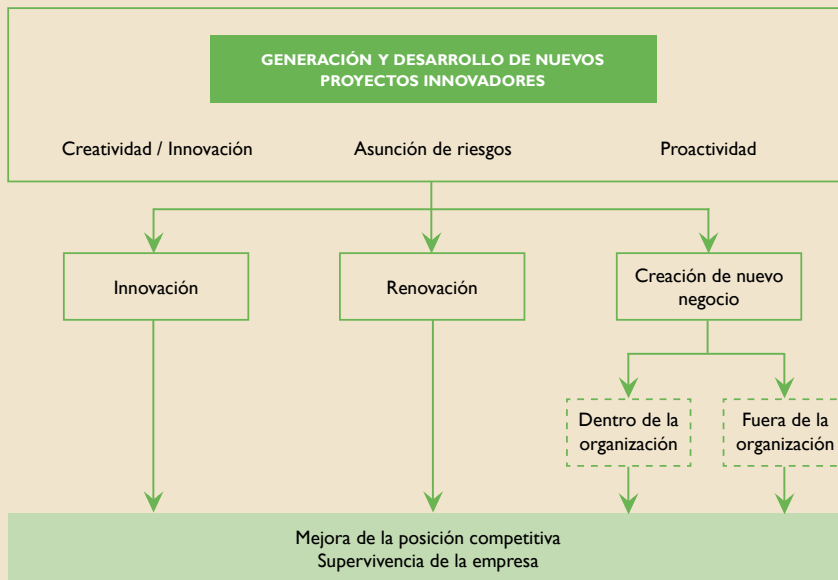 GENERACIÓN Y DESARROLLO DE NUEVOS
PROYECTOS INNOVADORES
Creatividad / Innovación
Asunción de riesgos
Proactividad
Innovación
Renovación
Creación de nuevo
negocio
Dentro de la
organización
Fuera de la
organización
Mejora de la posición competitiva
Supervivencia de la empresa